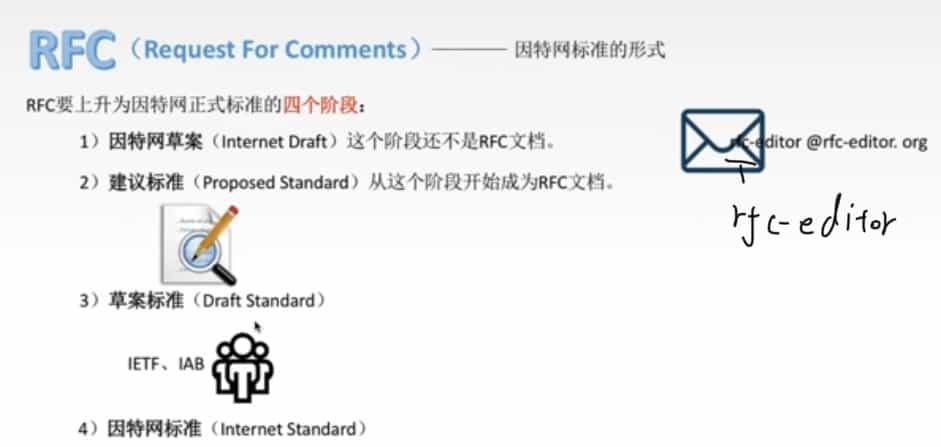 RFC（Request For Comments）———— 因特网标准的形式
RFC要上升为因特网正式标准的四个阶段：
1）因特网草案（Internet Draft）这个阶段还不是RFC文档。
rfc-editor @rfc-editor. org
2）建议标准（Proposed Standard）从这个阶段开始成为RFC文档。
rfc-editor
3）草案标准（Draft Standard）
IETF、IAB
4）因特网标准（Internet Standard）